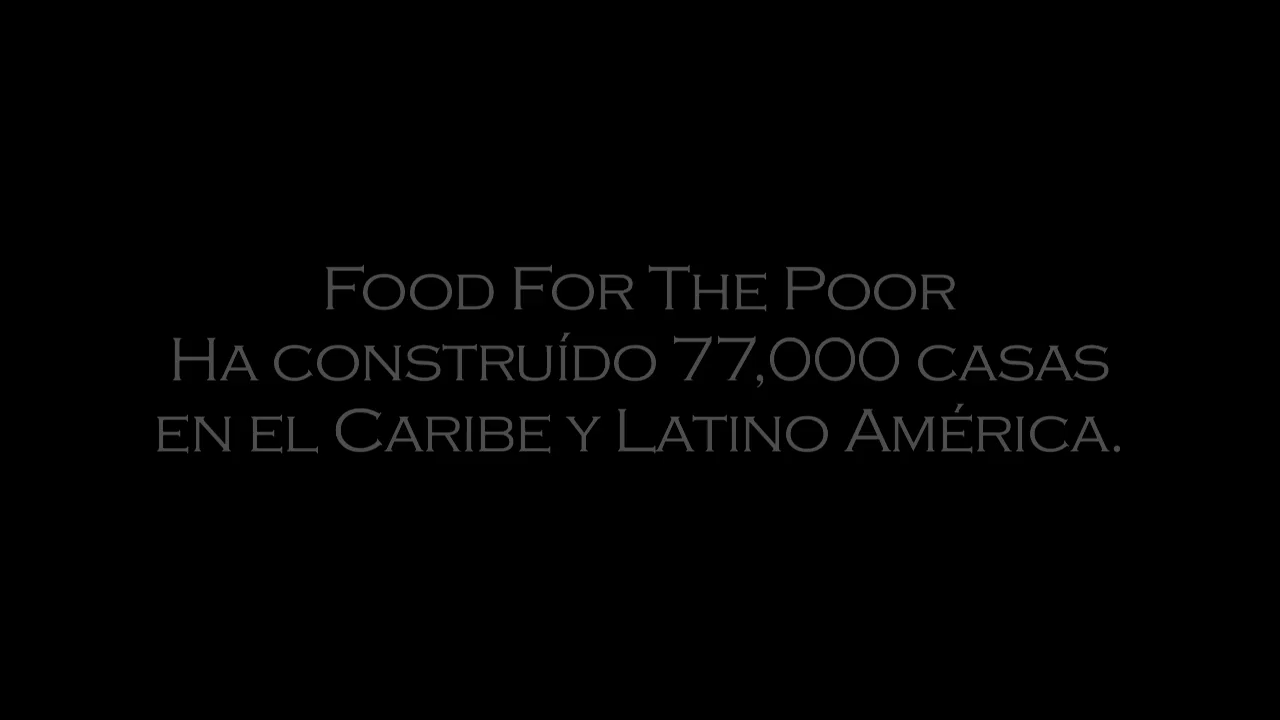 Food For The Poor
Ha construído 77,000 casas
en el Caribe y Latino América.